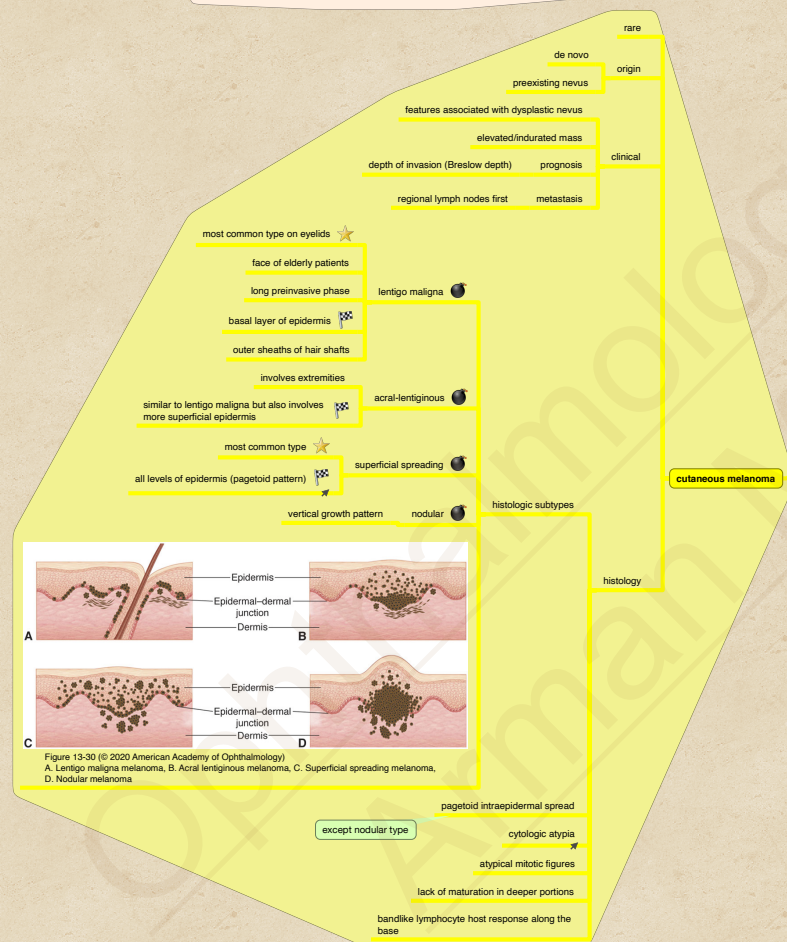 rare
de novo
origin
preexisting nevus
features associated with dysplastic nevus
elevated/indurated mass
clinical
depth of invasion (Breslow depth)
prognosis
regional lymph nodes first
metastasis
most common type on eyelids
face of elderly patients
long preinvasive phase
lentigo maligna
basal layer of epidermis
outer sheaths of hair shafts
involves extremities
acral-lentiginous
similar to lentigo maligna but also involves
more superficial epidermis
most common type
superficial spreading
all levels of epidermis (pagetoid pattern)
cutaneous melanoma
histologic subtypes
vertical growth pattern
nodular
histology
Epidermis
Epidermal–dermal
junction
Dermis
A
B
Epidermis
Epidermal–dermal
junction
Dermis
C
D
Figure 13-30 (© 2020 American Academy of Ophthalmology)
A. Lentigo maligna melanoma, B. Acral lentiginous melanoma, C. Superficial spreading melanoma,
D. Nodular melanoma
pagetoid intraepidermal spread
except nodular type
cytologic atypia
atypical mitotic figures
lack of maturation in deeper portions
bandlike lymphocyte host response along the
base